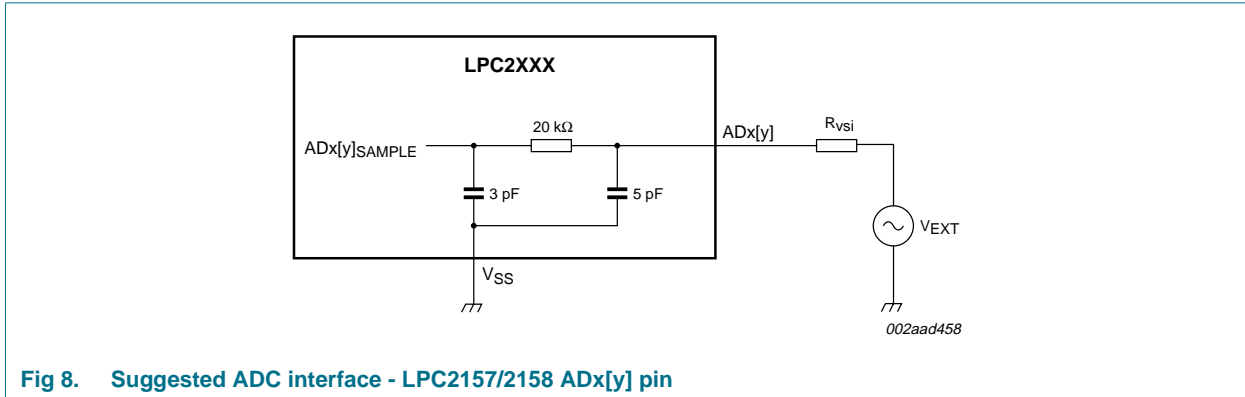 LPC2XXX
20 kΩ
ADx[y]
Rvsi
ADx[y]SAMPLE
3 pF
5 pF
VEXT
VSS
002aad458
Fig 8. Suggested ADC interface - LPC2157/2158 ADx[y] pin